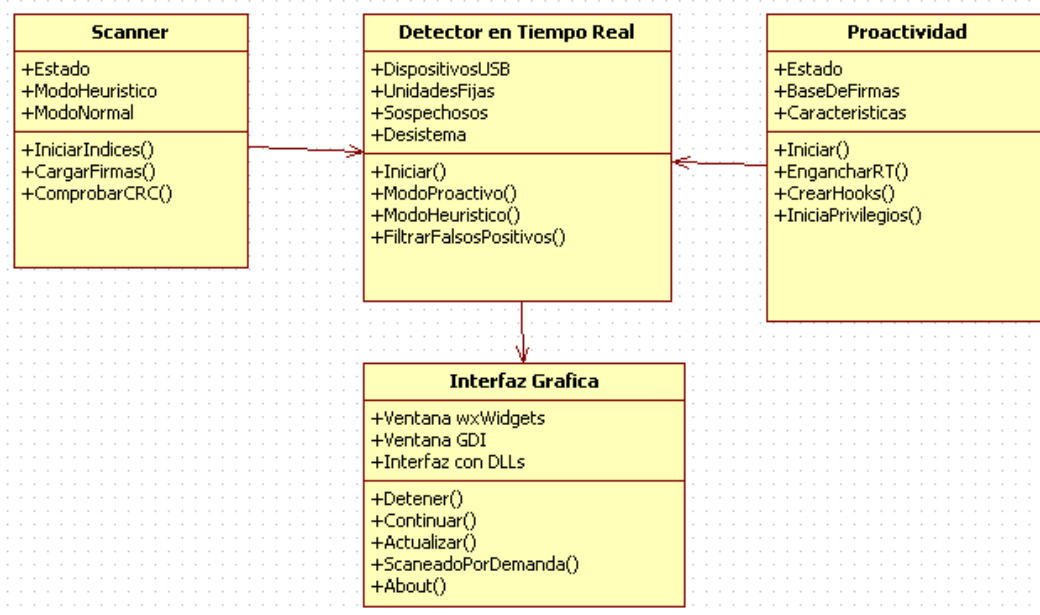 Scanner
+Estado
+ModoHeuristico
+ModoNormal
+IniciarIndices()
+CargarFirmas()
+ComprobarCRC()
Detector en Tiempo Real
+DispositivosUSB
+UnidadesFijas
+Sospechosos
+Desistema
+Iniciar()
+ModoProactivo()
+ModoHeuristico()
+FiltrarFalsosPositivos()
Proactividad
+Estado
+BaseDeFirmas
+Caracteristicas
+Iniciar()
+EngancharRT()
+CrearHooks()
+IniciaPrivilegios()
Interfaz Grafica
+Ventana wxWidgets
+Ventana GDI
+Interfaz con DLLs
+Detener()
+Continuar()
+Actualizar()
+ScaneadoPorDemanda()
+About()